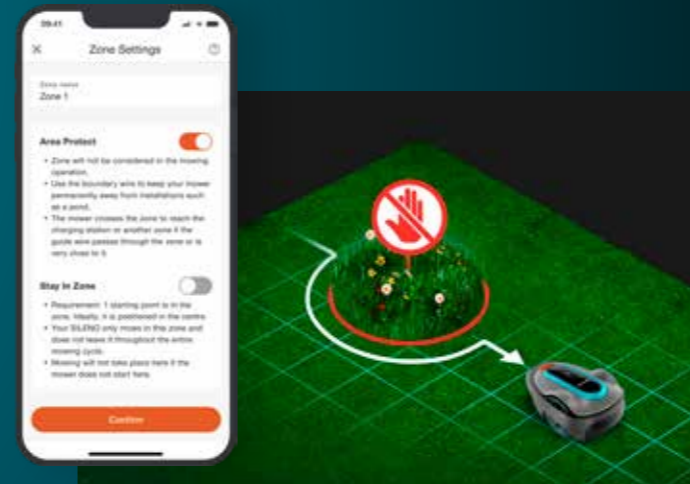 09:41
Zone Settings
Zone name
Zone 1
Area Protect
• Zone will not be considered in the mowing
operation.
• Use the boundary wire to keep your mower
permanently away from installations such
as a pond.
• The mower crosses the zone to reach the
charging station or another zone if the
guide wire passes through the zone or is
very close to it.
Stay In Zone
• Requirement: 1 starting point is in the
zone. Ideally, it is positioned in the centre.
• Your SILENO only mows in this zone and
does not leave it throughout the entire
mowing cycle.
• Mowing will not take place here if the
mower does not start here.
Confirm